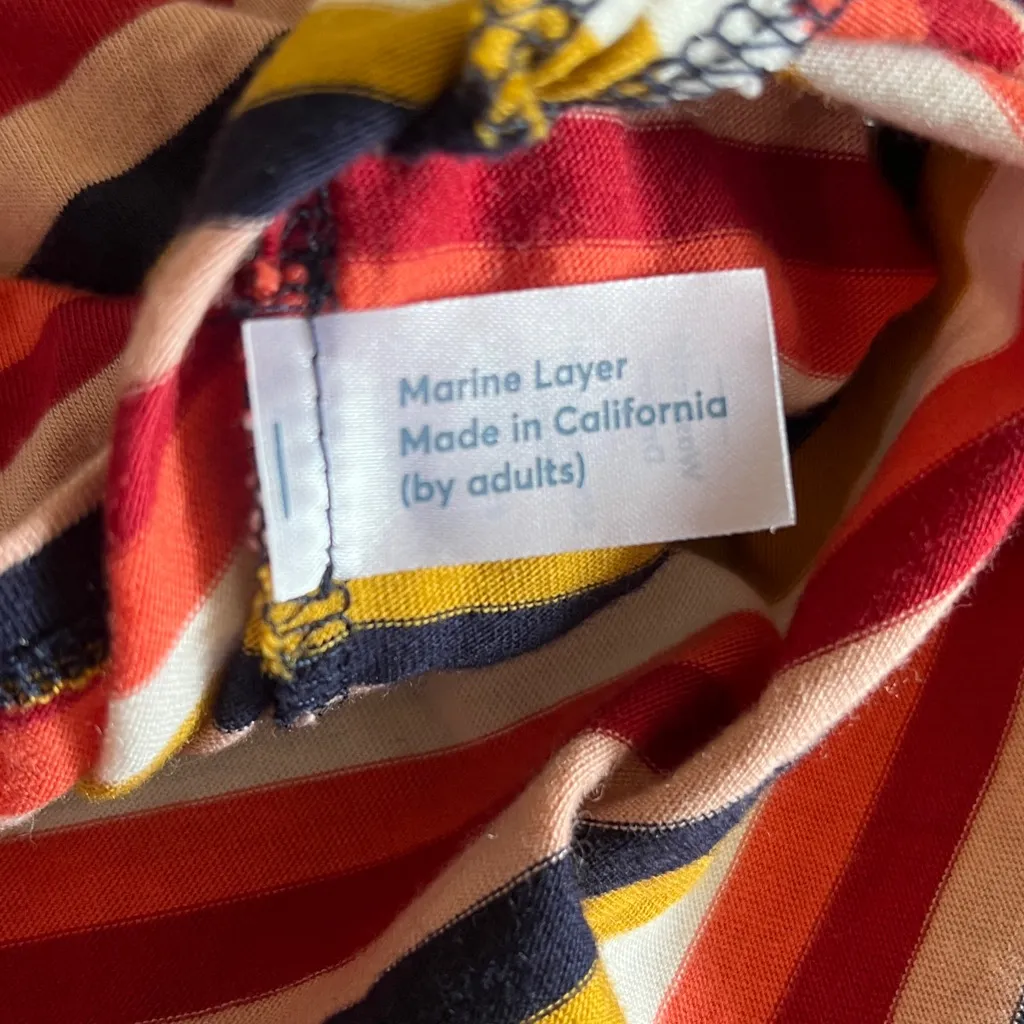 Marine Layer
Made in California
(by adults)